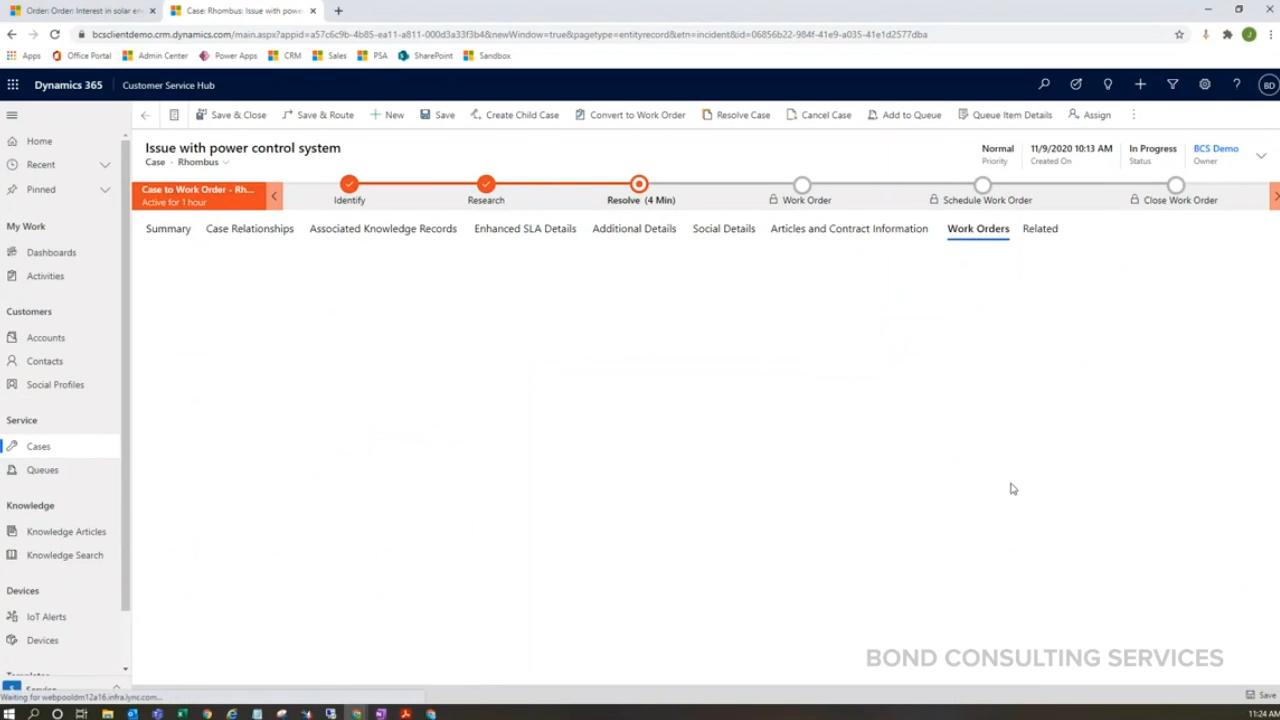 Order: Order: Interest in solar en
Case: Rhombus: Issue with powe
bcsclientdemo.crm.dynamics.com/main.aspx?appid=a57c6c9b-4b85-ea11-a811-000d3a33f3b4&newWindow=true&pagetype=entityrecord&etn=incident&id=06856b22-984f-41e9-a035-41e1d2577dba
Apps Office Portal Admin Center Power Apps CRM Sales PSA SharePoint Sandbox
Dynamics 365 Customer Service Hub BD
Save & Close Save & Route New Save Create Child Case Convert to Work Order Resolve Case Cancel Case Add to Queue Queue Item Details Assign
Issue with power control system
Case · Rhombus
Normal
Priority
11/9/2020 10:13 AM
Created On
In Progress
Status
BCS Demo
Owner
Case to Work Order - Rh...
Active for 1 hour
Identify
Research
Resolve (4 Min)
Work Order
Schedule Work Order
Close Work Order
Summary Case Relationships Associated Knowledge Records Enhanced SLA Details Additional Details Social Details Articles and Contract Information Work Orders Related
Home
Recent
Pinned
My Work
Dashboards
Activities
Customers
Accounts
Contacts
Social Profiles
Service
Cases
Queues
Knowledge
Knowledge Articles
Knowledge Search
Devices
IoT Alerts
Devices
BOND CONSULTING SERVICES
Service
Waiting for webpooldm12a16.infra.lync.com...
Save
11:24 AM